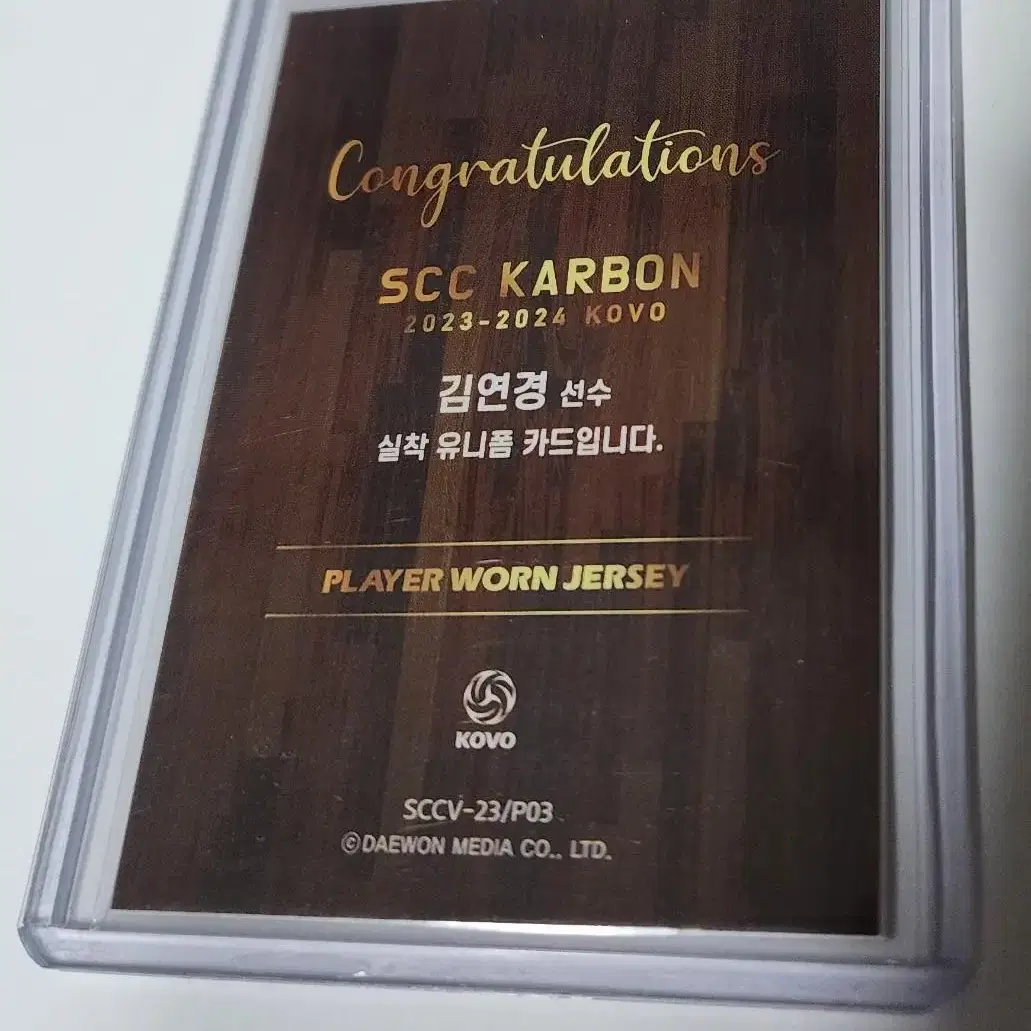 Congratulations
SCC KARBON
2023-2024 KOVO
김연경 선수
실착 유니폼 카드입니다.
PLAYER WORN JERSEY
KOVO
SCCV-23/P03
©DAEWON MEDIA CO., LTD.